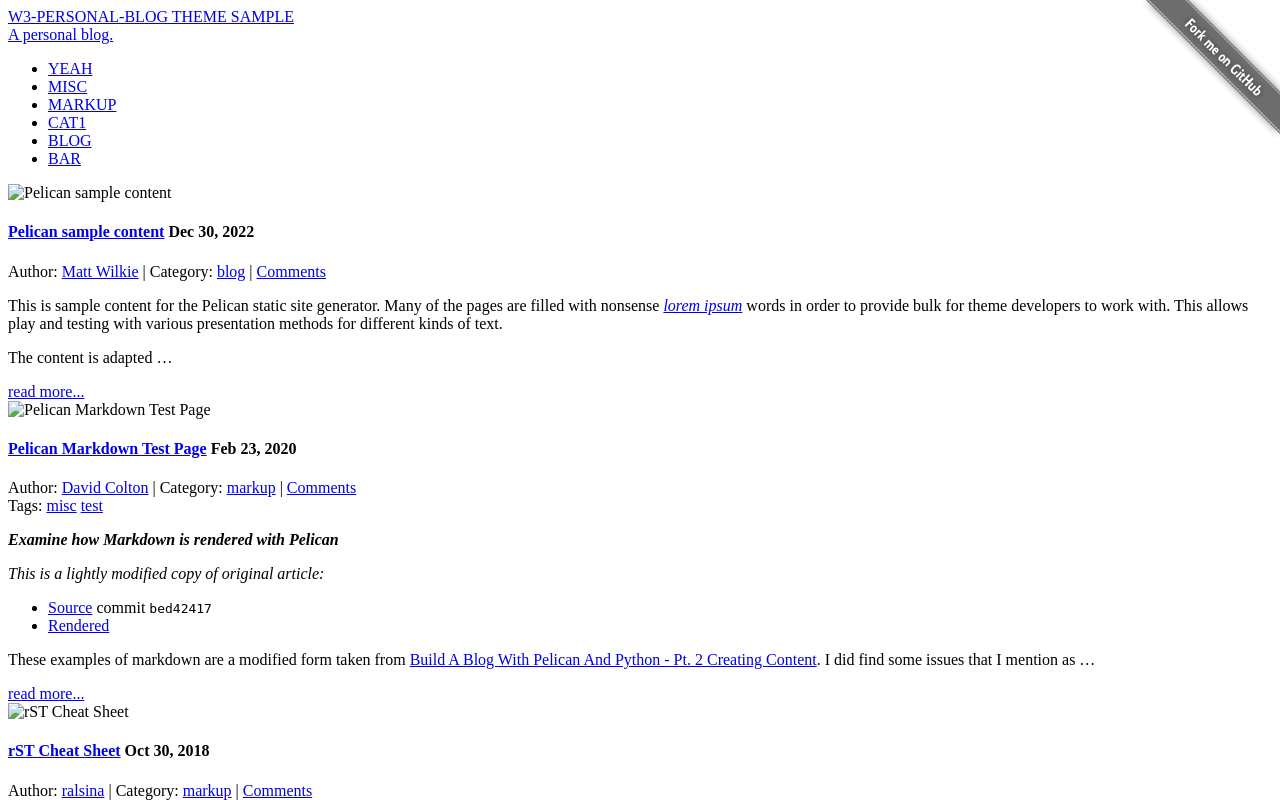 W3-PERSONAL-BLOG THEME SAMPLE
A personal blog.
Fork me on GitHub
YEAH
MISC
MARKUP
CAT1
BLOG
BAR
Pelican sample content
Pelican sample content Dec 30, 2022
Author: Matt Wilkie | Category: blog | Comments
This is sample content for the Pelican static site generator. Many of the pages are filled with nonsense lorem ipsum words in order to provide bulk for theme developers to work with. This allows
play and testing with various presentation methods for different kinds of text.
The content is adapted …
read more...
Pelican Markdown Test Page
Pelican Markdown Test Page Feb 23, 2020
Author: David Colton | Category: markup | Comments
Tags: misc test
Examine how Markdown is rendered with Pelican
This is a lightly modified copy of original article:
Source commit bed42417
Rendered
These examples of markdown are a modified form taken from Build A Blog With Pelican And Python - Pt. 2 Creating Content. I did find some issues that I mention as …
read more...
rST Cheat Sheet
rST Cheat Sheet Oct 30, 2018
Author: ralsina | Category: markup | Comments